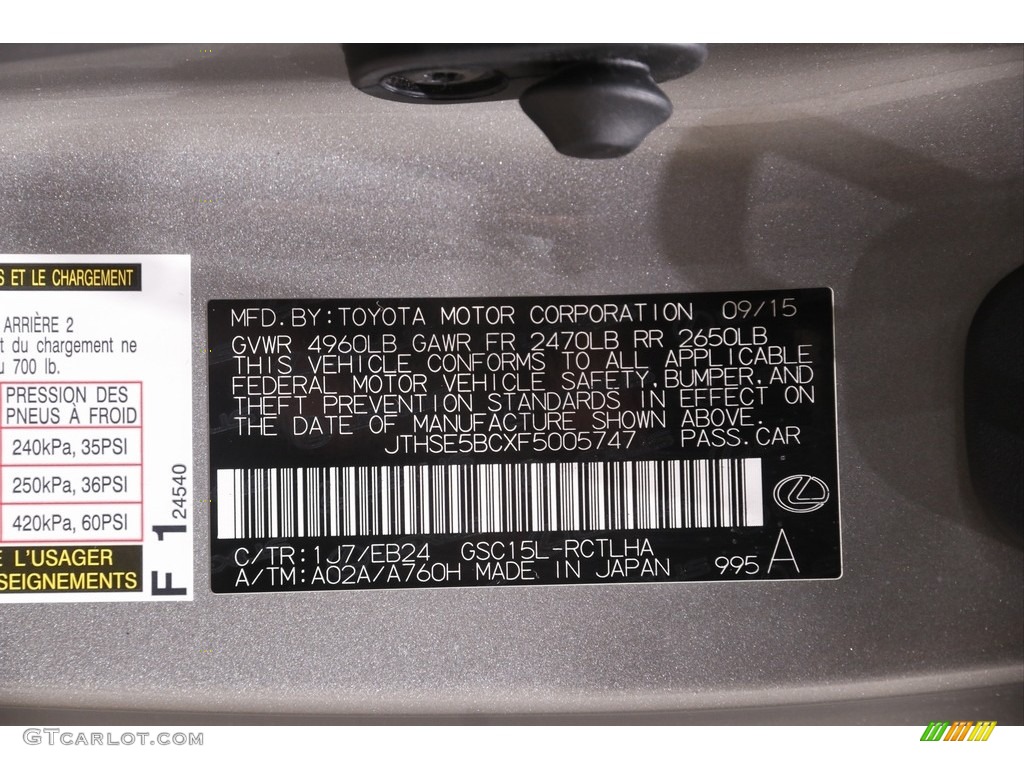 S ET LE CHARGEMENT
ARRIÈRE 2
t du chargement ne
u 700 lb.
PRESSION DES
PNEUS À FROID
240kPa, 35PSI
250kPa, 36PSI
420kPa, 60PSI
E L'USAGER
SEIGNEMENTS
F 1 24540
MFD. BY: TOYOTA MOTOR CORPORATION 09/15
GVWR 4960LB GAWR FR 2470LB RR 2650LB
THIS VEHICLE CONFORMS TO ALL APPLICABLE
FEDERAL MOTOR VEHICLE SAFETY, BUMPER, AND
THEFT PREVENTION STANDARDS IN EFFECT ON
THE DATE OF MANUFACTURE SHOWN ABOVE.
JTHSE5BCXF5005747 PASS. CAR
C/TR: 1J7/EB24 GSC15L-RCTLHA
A/TM: A02A/A760H MADE IN JAPAN 995 A
GTCARLOT.COM